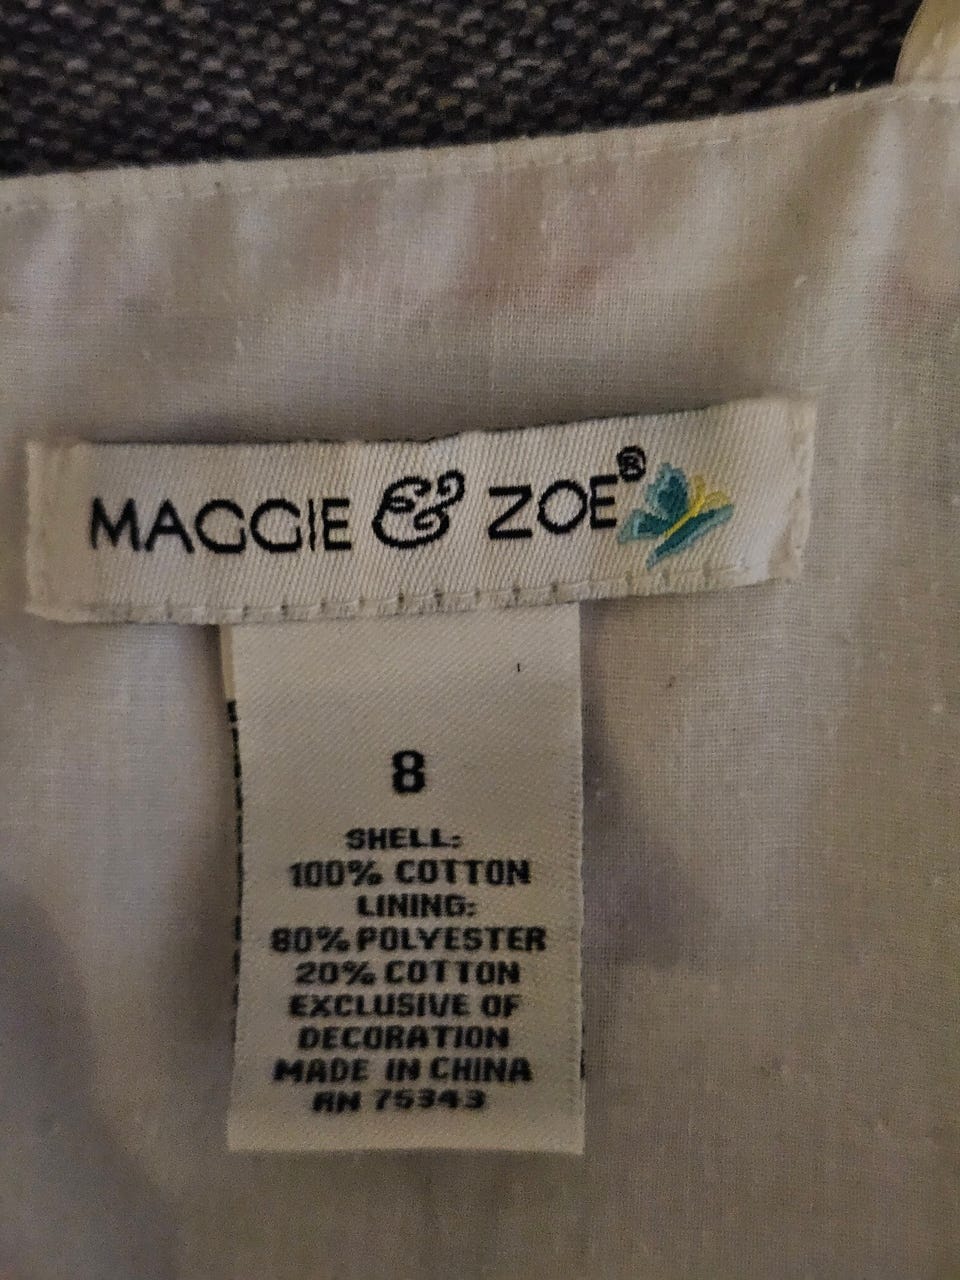 MAGGIE & ZOE®
8
SHELL:
100% COTTON
LINING:
80% POLYESTER
20% COTTON
EXCLUSIVE OF
DECORATION
MADE IN CHINA
RN 75343